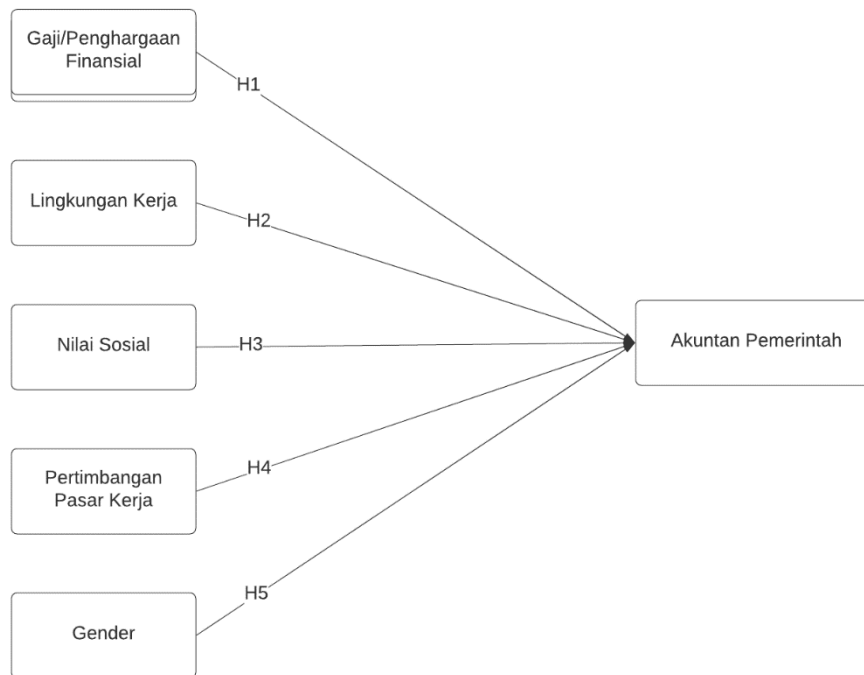 Gaji/Penghargaan
Finansial
H1
Lingkungan Kerja
H2
Nilai Sosial
H3
Akuntan Pemerintah
Pertimbangan
Pasar Kerja
H4
Gender
H5